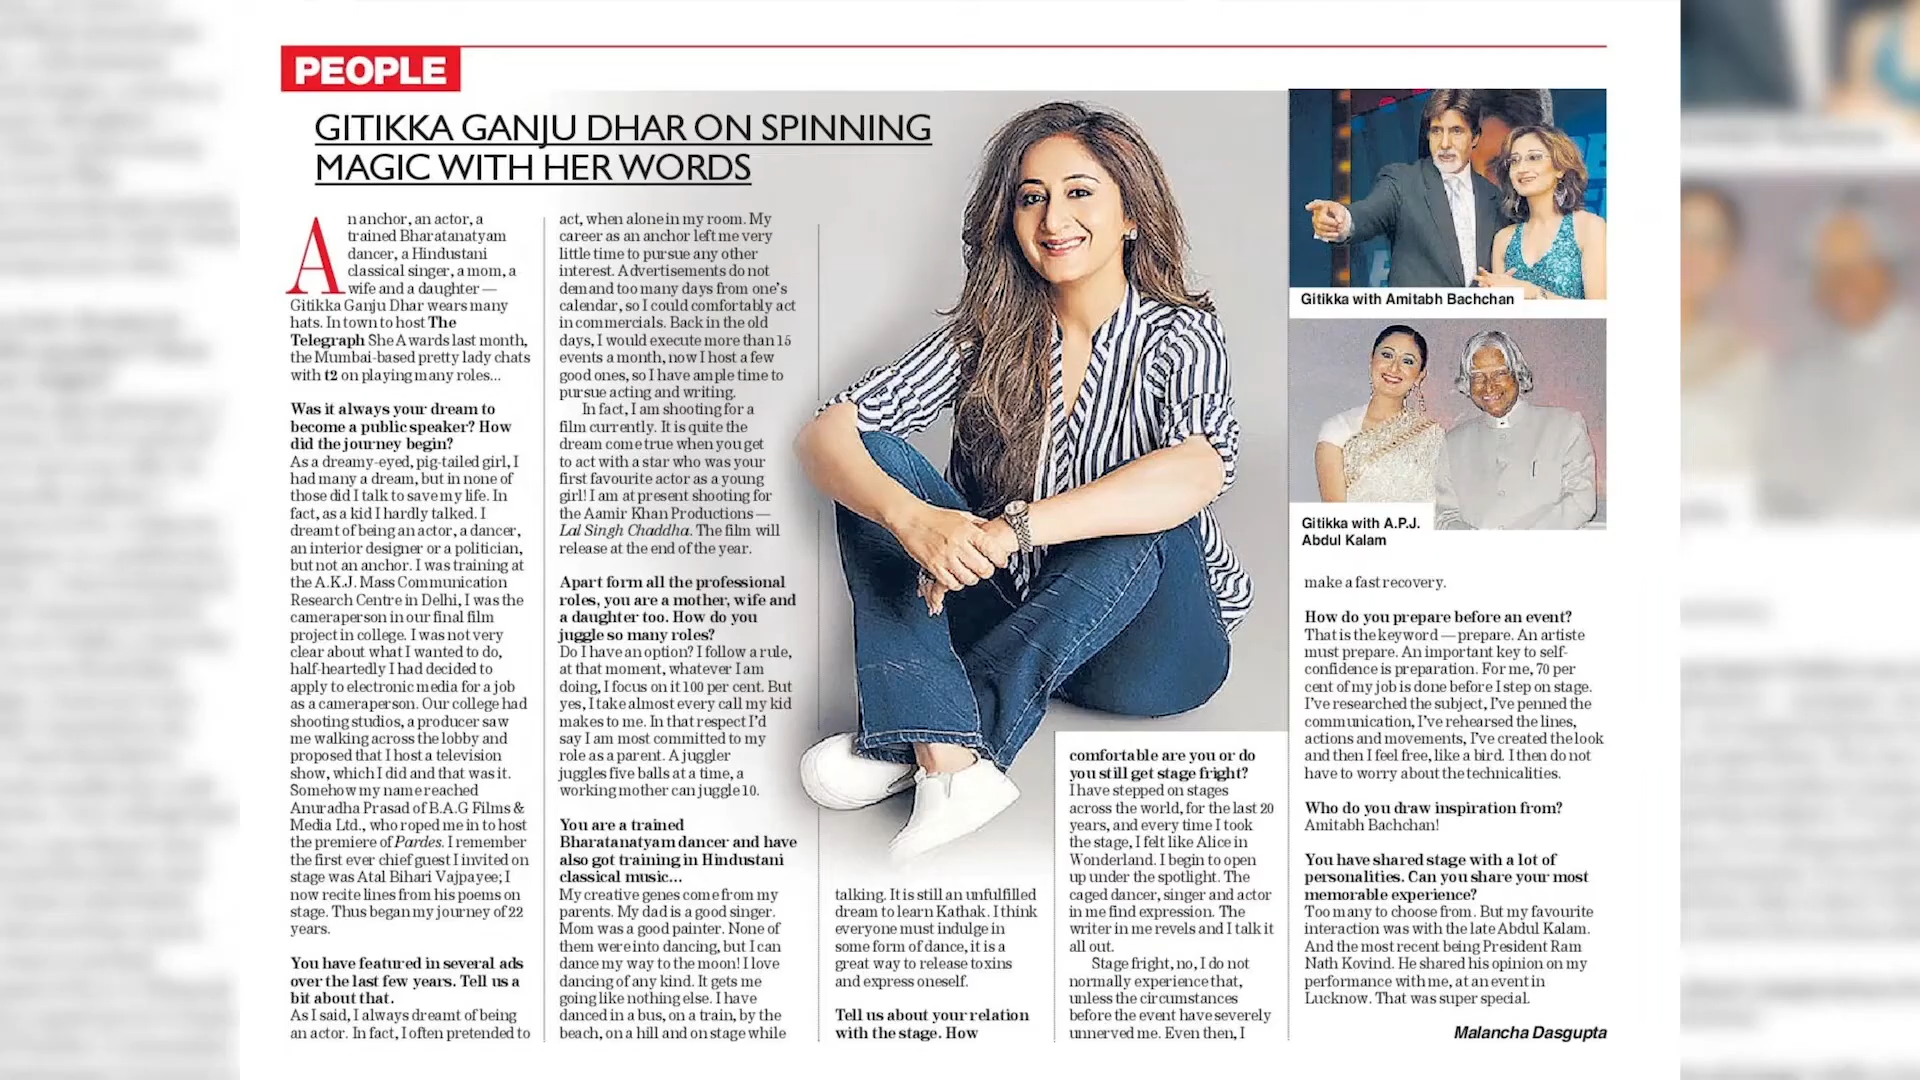 PEOPLE
GITIKKA GANJU DHAR ON SPINNING
MAGIC WITH HER WORDS
An anchor, an actor, a
trained Bharatanatyam
dancer, a Hindustani
classical singer, a mom, a
wife and a daughter —
Gitikka Ganju Dhar wears many
hats. In town to host The
Telegraph She Awards last month,
the Mumbai-based pretty lady chats
with t2 on playing many roles...
Was it always your dream to
become a public speaker? How
did the journey begin?
As a dreamy-eyed, pig-tailed girl, I
had many a dream, but in none of
those did I talk to save my life. In
fact, as a kid I hardly talked. I
dreamt of being an actor, a dancer,
an interior designer or a politician,
but not an anchor. I was training at
the A.K.J. Mass Communication
Research Centre in Delhi, I was the
cameraperson in our final film
project in college. I was not very
clear about what I wanted to do,
half-heartedly I had decided to
apply to electronic media for a job
as a cameraperson. Our college had
shooting studios, a producer saw
me walking across the lobby and
proposed that I host a television
show, which I did and that was it.
Somehow my name reached
Anuradha Prasad of B.A.G Films &
Media Ltd., who roped me in to host
the premiere of Pardes. I remember
the first ever chief guest I invited on
stage was Atal Bihari Vajpayee; I
now recite lines from his poems on
stage. Thus began my journey of 22
years.
You have featured in several ads
over the last few years. Tell us a
bit about that.
As I said, I always dreamt of being
an actor. In fact, I often pretended to
act, when alone in my room. My
career as an anchor left me very
little time to pursue any other
interest. Advertisements do not
demand too many days from one's
calendar, so I could comfortably act
in commercials. Back in the old
days, I would execute more than 15
events a month, now I host a few
good ones, so I have ample time to
pursue acting and writing.
In fact, I am shooting for a
film currently. It is quite the
dream come true when you get
to act with a star who was your
first favourite actor as a young
girl! I am at present shooting for
the Aamir Khan Productions —
Lal Singh Chaddha. The film will
release at the end of the year.
Apart form all the professional
roles, you are a mother, wife and
a daughter too. How do you
juggle so many roles?
Do I have an option? I follow a rule,
at that moment, whatever I am
doing, I focus on it 100 per cent. But
yes, I take almost every call my kid
makes to me. In that respect I'd
say I am most committed to my
role as a parent. A juggler
juggles five balls at a time, a
working mother can juggle 10.
You are a trained
Bharatanatyam dancer and have
also got training in Hindustani
classical music...
My creative genes come from my
parents. My dad is a good singer.
Mom was a good painter. None of
them were into dancing, but I can
dance my way to the moon! I love
dancing of any kind. It gets me
going like nothing else. I have
danced in a bus, on a train, by the
beach, on a hill and on stage while
talking. It is still an unfulfilled
dream to learn Kathak. I think
everyone must indulge in
some form of dance, it is a
great way to release toxins
and express oneself.
Tell us about your relation
with the stage. How
comfortable are you or do
you still get stage fright?
I have stepped on stages
across the world, for the last 20
years, and every time I took
the stage, I felt like Alice in
Wonderland. I begin to open
up under the spotlight. The
caged dancer, singer and actor
in me find expression. The
writer in me revels and I talk it
all out.
Stage fright, no, I do not
normally experience that,
unless the circumstances
before the event have severely
unnerved me. Even then, I
Gitikka with Amitabh Bachchan
Gitikka with A.P.J.
Abdul Kalam
make a fast recovery.
How do you prepare before an event?
That is the keyword — prepare. An artiste
must prepare. An important key to self-
confidence is preparation. For me, 70 per
cent of my job is done before I step on stage.
I've researched the subject, I've penned the
communication, I've rehearsed the lines,
actions and movements, I've created the look
and then I feel free, like a bird. I then do not
have to worry about the technicalities.
Who do you draw inspiration from?
Amitabh Bachchan!
You have shared stage with a lot of
personalities. Can you share your most
memorable experience?
Too many to choose from. But my favourite
interaction was with the late Abdul Kalam.
And the most recent being President Ram
Nath Kovind. He shared his opinion on my
performance with me, at an event in
Lucknow. That was super special.
Malancha Dasgupta